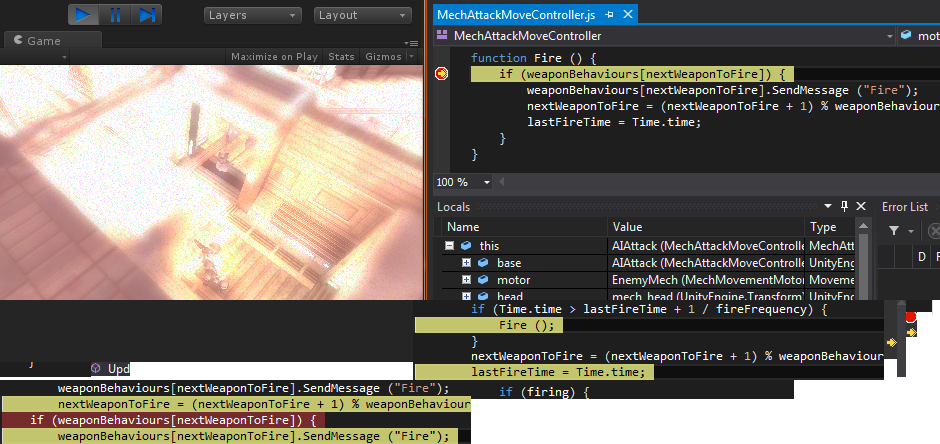 Layers
Layout
Game
Maximize on Play
Stats
Gizmos
MechAttackMoveController.js
MechAttackMoveController
mot
function Fire () {
if (weaponBehaviours[nextWeaponToFire]) {
weaponBehaviours[nextWeaponToFire].SendMessage ("Fire");
nextWeaponToFire = (nextWeaponToFire + 1) % weaponBehaviour
lastFireTime = Time.time;
}
}
100 %
Locals
Name Value Type
this AIAttack (MechAttackMoveControlle MechAtt
base AIAttack (MechAttackMoveControlle UnityEng
motor EnemyMech (MechMovementMotor Moveme
head mech_head (UnityEngine.Transform) UnityEng
Error List
D
if (Time.time > lastFireTime + 1 / fireFrequency) {
Fire ();
}
nextWeaponToFire = (nextWeaponToFire + 1) % weaponBehaviour
lastFireTime = Time.time;
if (firing) {
Upd
weaponBehaviours[nextWeaponToFire].SendMessage ("Fire");
nextWeaponToFire = (nextWeaponToFire + 1) % weaponBehaviour
if (weaponBehaviours[nextWeaponToFire]) {
weaponBehaviours[nextWeaponToFire].SendMessage ("Fire");